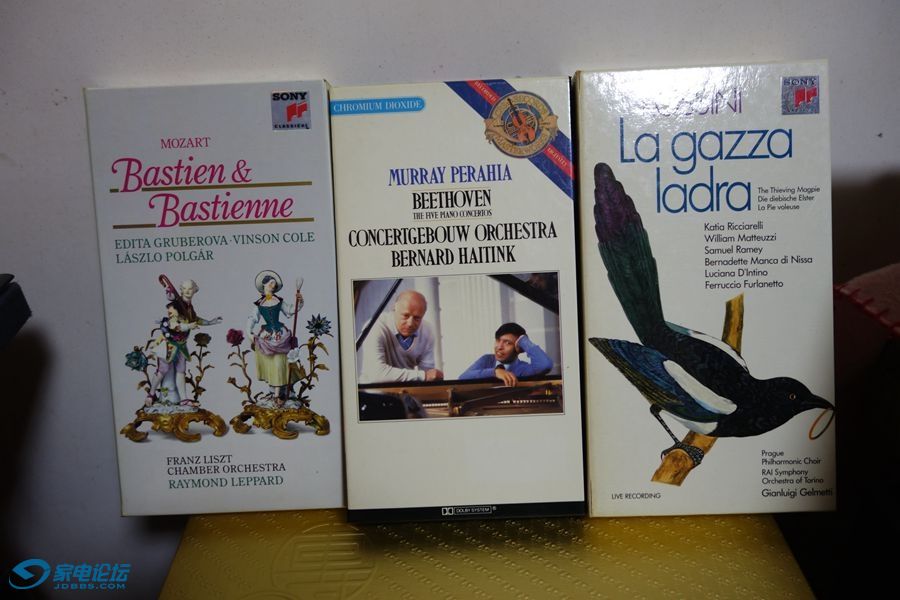 SONY
CLASSICAL
MOZART
Bastien &
Bastienne
EDITA GRUBEROVA · VINSON COLE
LÁSZLO POLGÁR
FRANZ LISZT
CHAMBER ORCHESTRA
RAYMOND LEPPARD
CHROMIUM DIOXIDE
MASTERWORKS
MURRAY PERAHIA
BEETHOVEN
THE FIVE PIANO CONCERTOS
CONCERTGEBOUW ORCHESTRA
BERNARD HAITINK
DOLBY SYSTEM ®
SONY
La gazza
ladra
The Thieving Magpie
Die diebische Elster
La Pie voleuse
Katia Ricciarelli
William Matteuzzi
Samuel Ramey
Bernadette Manca di Nissa
Luciana D'Intino
Ferruccio Furlanetto
Prague
Philharmonic Choir
RAI Symphony
Orchestra of Torino
Gianluigi Gelmetti
LIVE RECORDING
家电论坛
JDBBS.COM